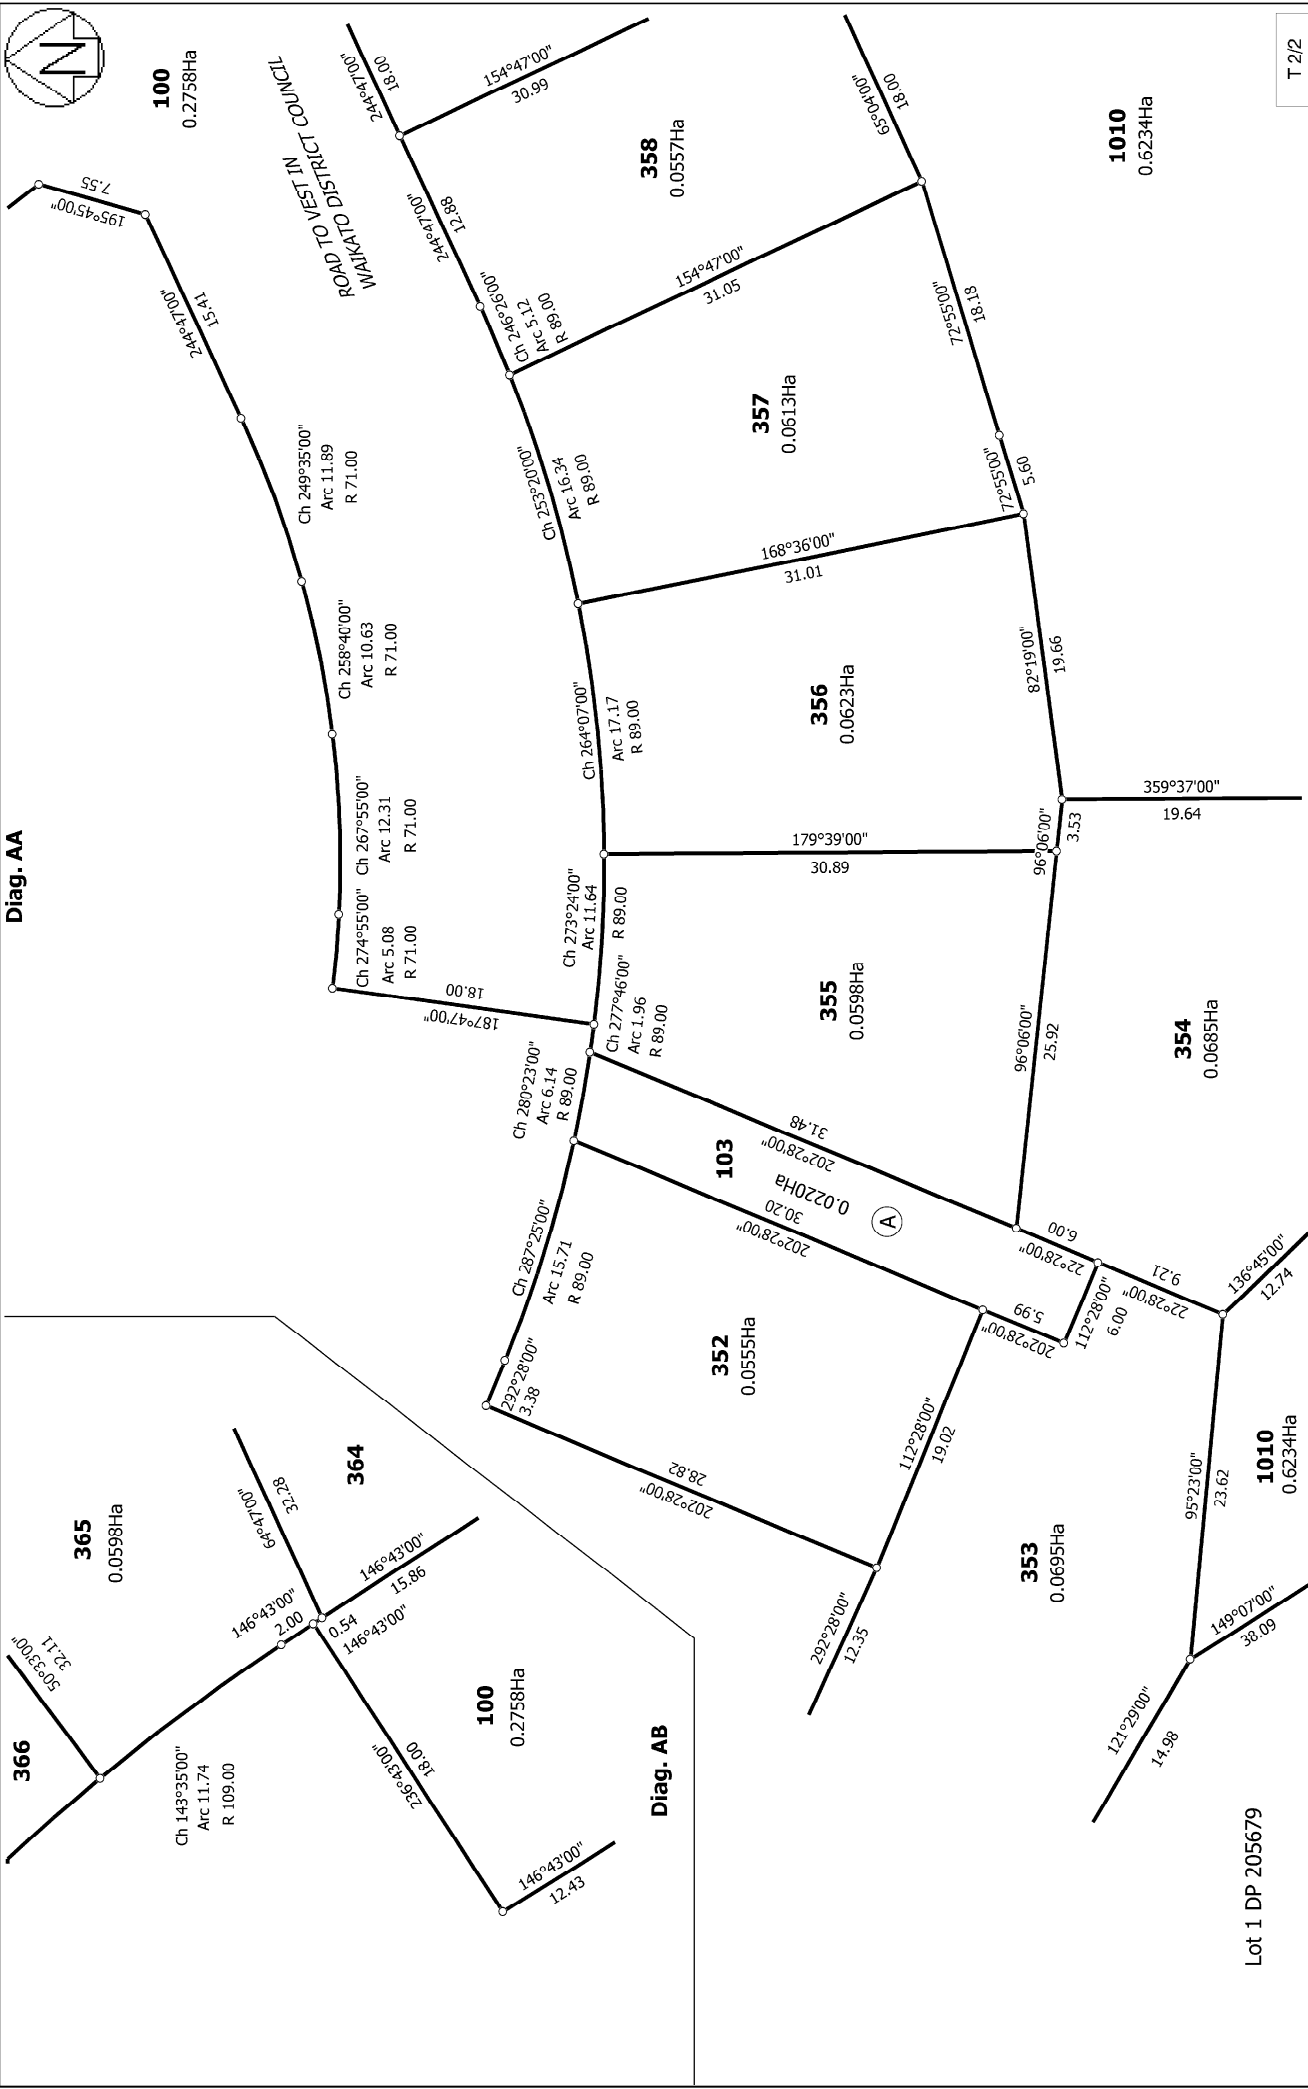 Diag. AA
N
100
0.2758Ha
ROAD TO VEST IN
WAIKATO DISTRICT COUNCIL
195°45'00"
7.55
244°47'00"
15.41
Ch 249°35'00"
Arc 11.89
R 71.00
Ch 258°40'00"
Arc 10.63
R 71.00
Ch 267°55'00"
Arc 12.31
R 71.00
Ch 274°55'00"
Arc 5.08
R 71.00
187°47'00"
18.00
244°47'00"
18.00
154°47'00"
30.99
244°47'00"
12.88
Ch 246°26'00"
Arc 5.12
R 89.00
358
0.0557Ha
154°47'00"
31.05
65°04'00"
18.00
1010
0.6234Ha
Ch 253°20'00"
Arc 16.34
R 89.00
357
0.0613Ha
72°55'00"
18.18
72°55'00"
5.60
168°36'00"
31.01
Ch 264°07'00"
Arc 17.17
R 89.00
356
0.0623Ha
82°19'00"
19.66
359°37'00"
19.64
96°06'00"
3.53
179°39'00"
30.89
Ch 273°24'00"
Arc 11.64
R 89.00
Ch 277°46'00"
Arc 1.96
R 89.00
355
0.0598Ha
96°06'00"
25.92
354
0.0685Ha
Ch 280°23'00"
Arc 6.14
R 89.00
202°28'00"
31.48
103
0.0220Ha
A
202°28'00"
30.20
22°28'00"
6.00
202°28'00"
5.99
112°28'00"
6.00
22°28'00"
9.21
136°45'00"
12.74
Ch 287°25'00"
Arc 15.71
R 89.00
292°28'00"
3.38
352
0.0555Ha
202°28'00"
28.82
112°28'00"
19.02
292°28'00"
12.35
353
0.0695Ha
95°23'00"
23.62
1010
0.6234Ha
149°07'00"
38.09
121°29'00"
14.98
Lot 1 DP 205679
365
0.0598Ha
364
64°47'00"
32.28
146°43'00"
15.86
146°43'00"
2.00
0.54
146°43'00"
50°33'00"
32.11
366
Ch 143°35'00"
Arc 11.74
R 109.00
236°43'00"
18.00
100
0.2758Ha
146°43'00"
12.43
Diag. AB
T 2/2